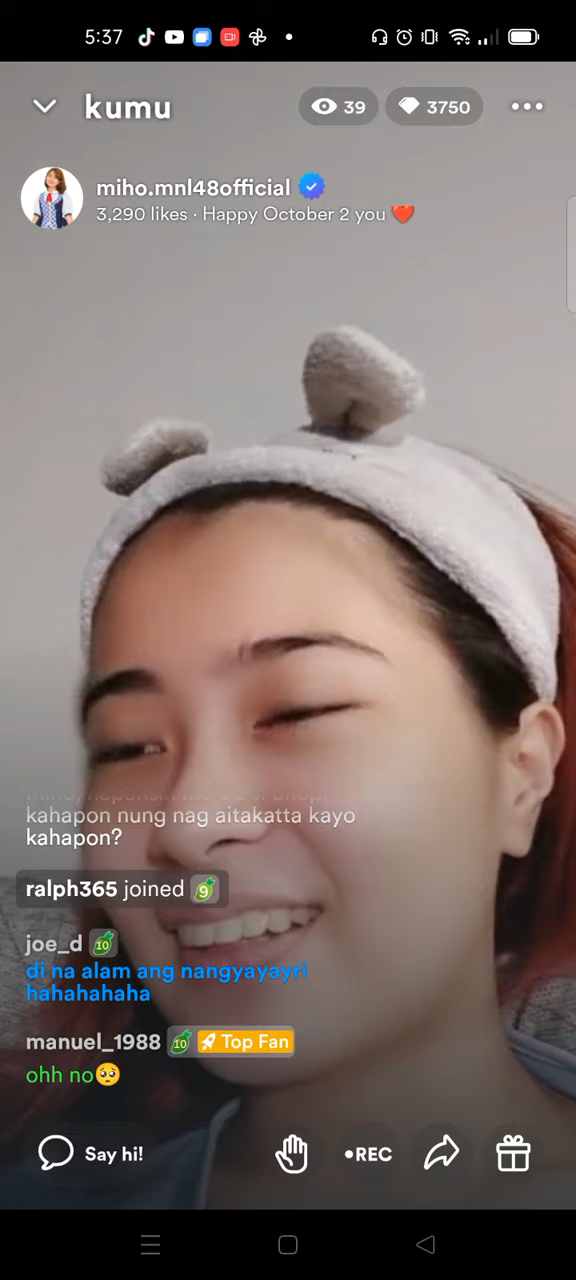 5:37
kumu
39
3750
miho.mnl48official
3,290 likes · Happy October 2 you ❤️
kahapon nung nag aitakatta kayo
kahapon?
ralph365 joined 9
joe_d 10
di na alam ang nangyayayri
hahahahaha
manuel_1988 10 Top Fan
ohh no🥺
Say hi!
•REC